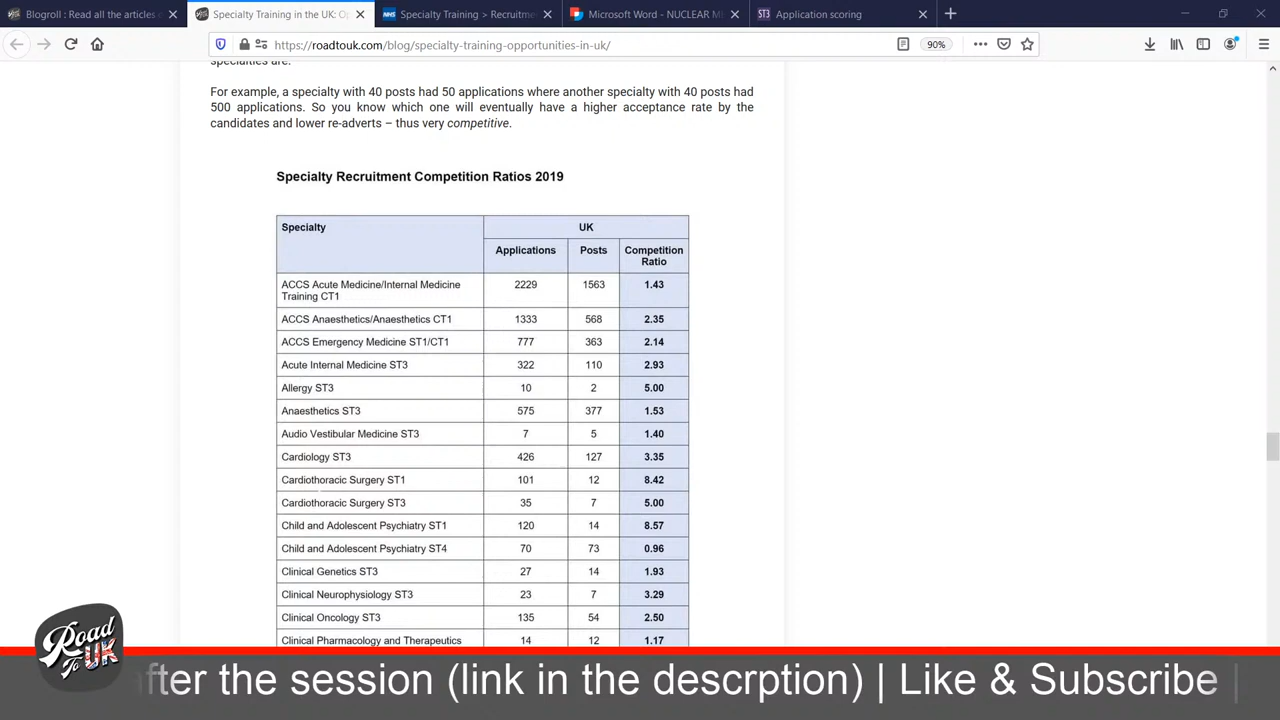 Blogroll : Read all the articles
Specialty Training in the UK: Op
Specialty Training > Recruitme
Microsoft Word - NUCLEAR M
ST3 Application scoring
https://roadtouk.com/blog/specialty-training-opportunities-in-uk/
90%
specialties are.
For example, a specialty with 40 posts had 50 applications where another specialty with 40 posts had
500 applications. So you know which one will eventually have a higher acceptance rate by the
candidates and lower re-adverts – thus very competitive.
Specialty Recruitment Competition Ratios 2019
Specialty UK
Applications Posts Competition
Ratio
ACCS Acute Medicine/Internal Medicine 2229 1563 1.43
Training CT1
ACCS Anaesthetics/Anaesthetics CT1 1333 568 2.35
ACCS Emergency Medicine ST1/CT1 777 363 2.14
Acute Internal Medicine ST3 322 110 2.93
Allergy ST3 10 2 5.00
Anaesthetics ST3 575 377 1.53
Audio Vestibular Medicine ST3 7 5 1.40
Cardiology ST3 426 127 3.35
Cardiothoracic Surgery ST1 101 12 8.42
Cardiothoracic Surgery ST3 35 7 5.00
Child and Adolescent Psychiatry ST1 120 14 8.57
Child and Adolescent Psychiatry ST4 70 73 0.96
Clinical Genetics ST3 27 14 1.93
Clinical Neurophysiology ST3 23 7 3.29
Clinical Oncology ST3 135 54 2.50
Clinical Pharmacology and Therapeutics 14 12 1.17
Road
To UK
after the session (link in the descrption) | Like & Subscribe |